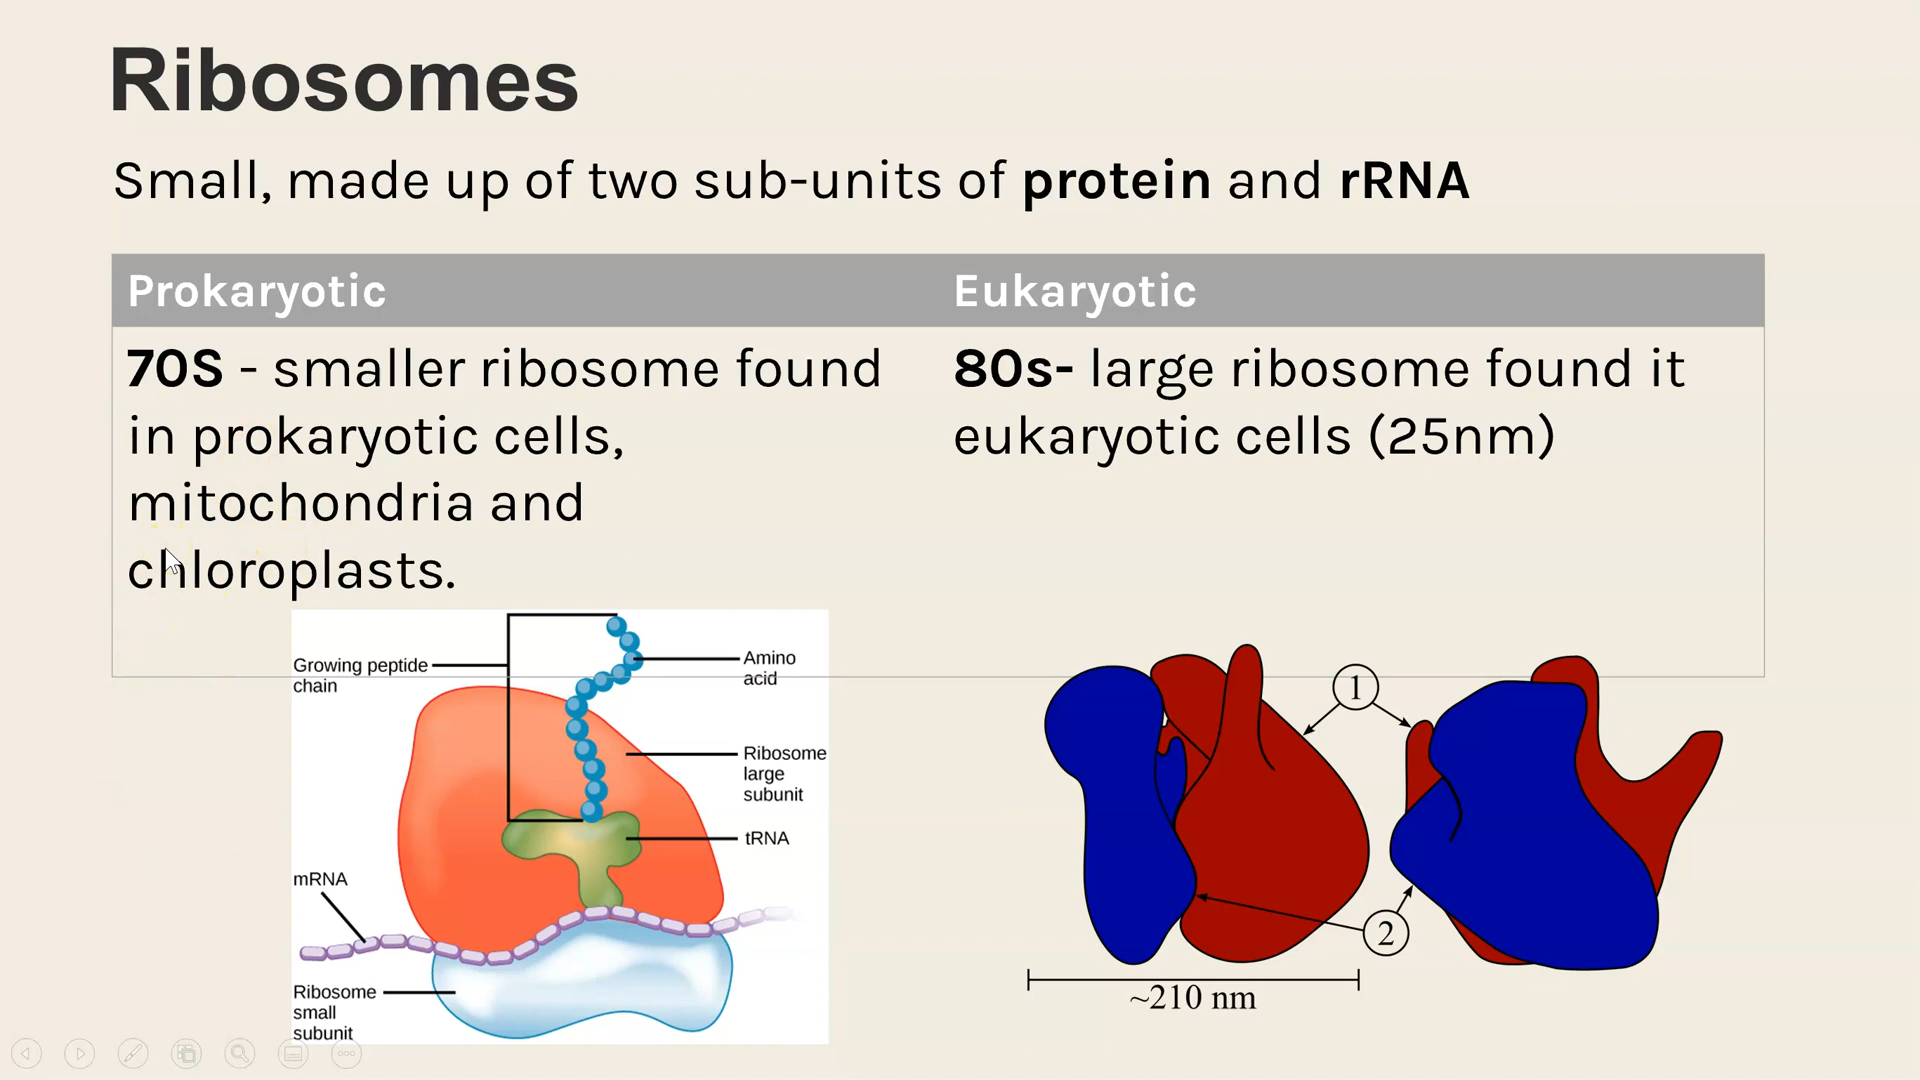 Ribosomes
Small, made up of two sub-units of protein and rRNA
Prokaryotic
70S - smaller ribosome found
in prokaryotic cells,
mitochondria and
chloroplasts.
Eukaryotic
80s- large ribosome found it
eukaryotic cells (25nm)
Growing peptide
chain
Amino
acid
Ribosome
large
subunit
tRNA
mRNA
Ribosome
small
subunit
1
2
~210 nm